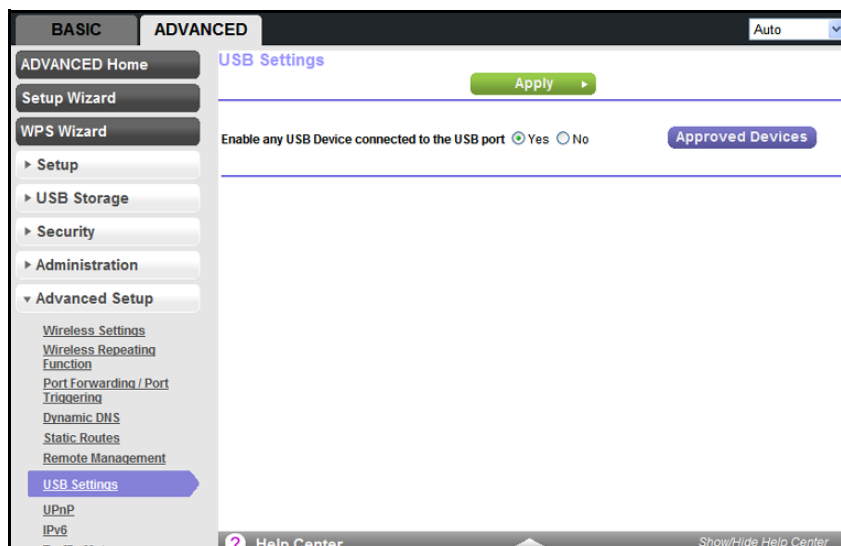 BASIC
ADVANCED
Auto
ADVANCED Home
Setup Wizard
WPS Wizard
Setup
USB Storage
Security
Administration
Advanced Setup
Wireless Settings
Wireless Repeating
Function
Port Forwarding / Port
Triggering
Dynamic DNS
Static Routes
Remote Management
USB Settings
UPnP
IPv6
USB Settings
Apply
Enable any USB Device connected to the USB port Yes No
Approved Devices
Help Center
Show/Hide Help Center